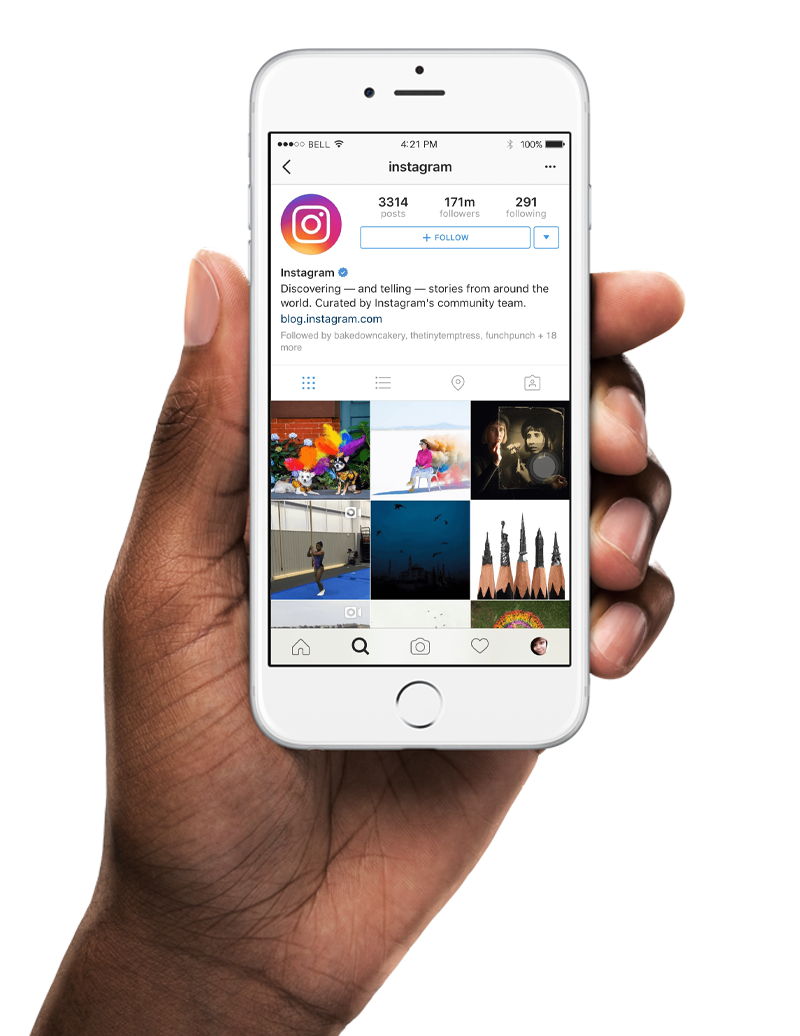 ●●●○○ BELL 4:21 PM 100%
instagram
3314 171m 291
posts followers following
+ FOLLOW
Instagram
Discovering — and telling — stories from around the
world. Curated by Instagram's community team.
blog.instagram.com
Followed by bakedowncakery, thetinytemptress, funchpunch + 18
more